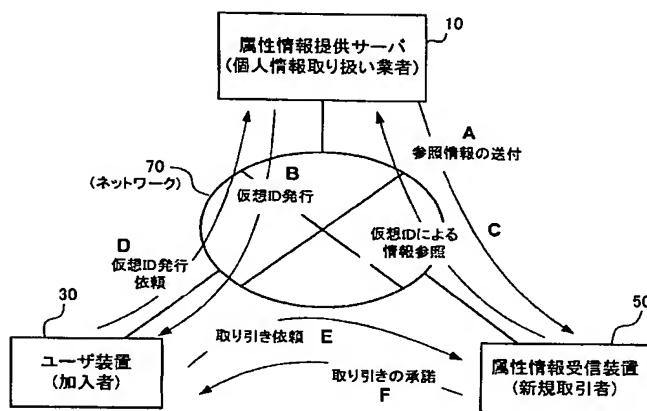 10
属性情報提供サーバ
(個人情報取り扱い業者)
A
参照情報の送付
70
(ネットワーク)
B
仮想ID発行
C
仮想IDによる
情報参照
D
仮想ID発行
依頼
30
ユーザ装置
(加入者)
取り引き依頼 E
取り引きの承諾
F
50
属性情報受信装置
(新規取引者)